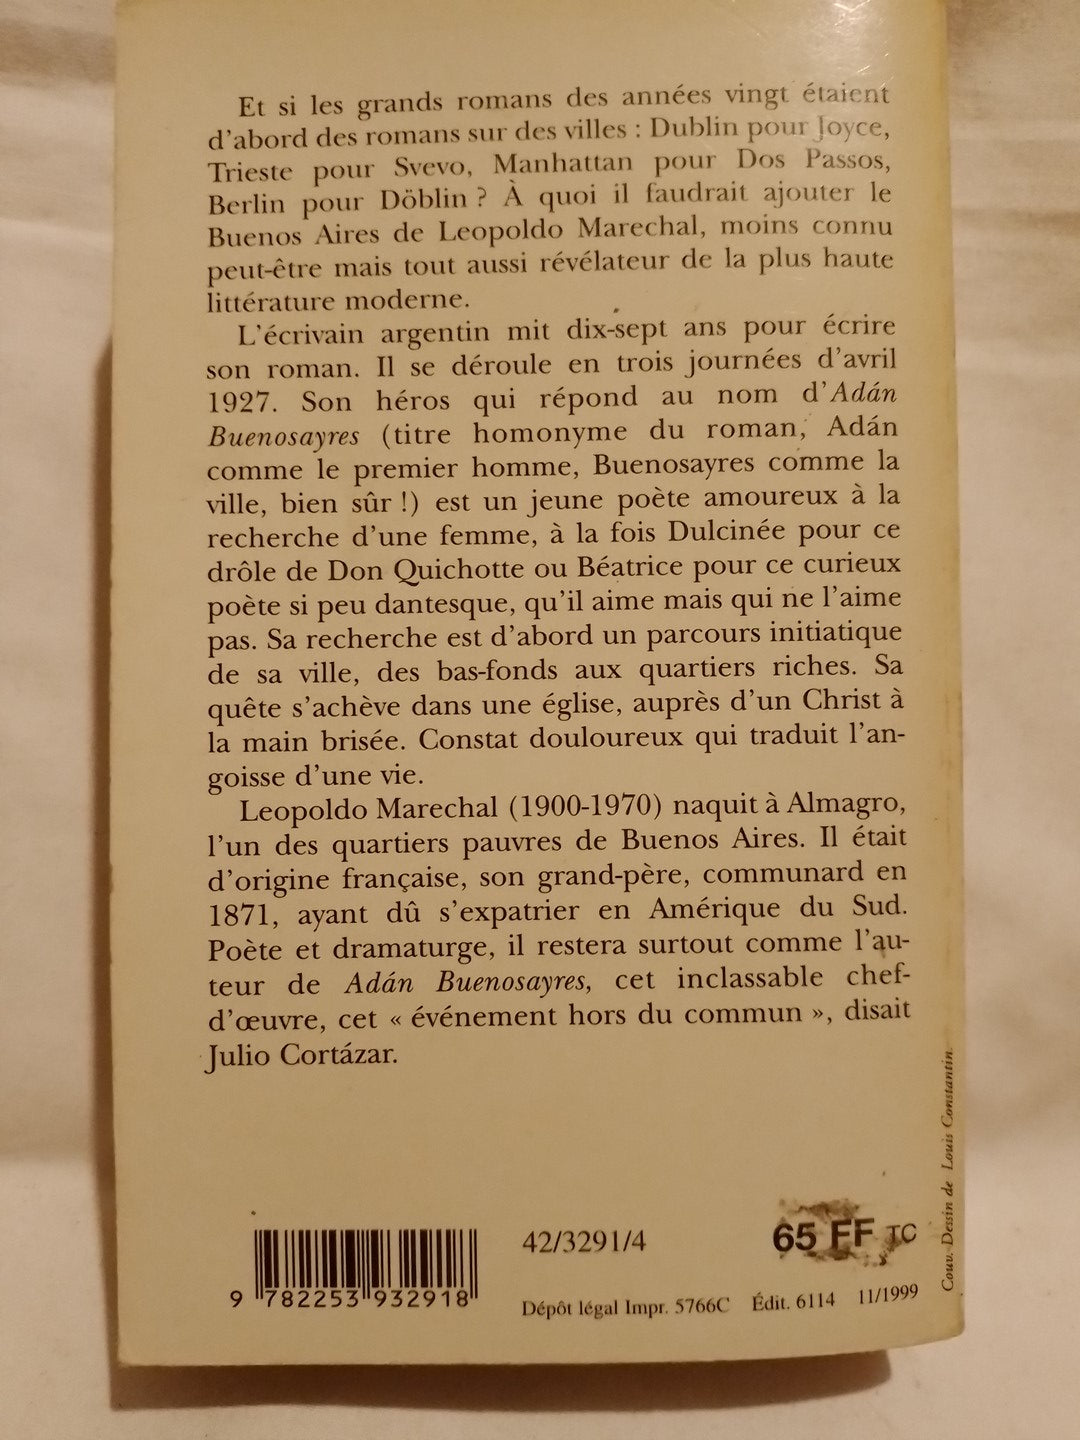 Et si les grands romans des années vingt étaient
d'abord des romans sur des villes : Dublin pour Joyce,
Trieste pour Svevo, Manhattan pour Dos Passos,
Berlin pour Döblin ? À quoi il faudrait ajouter le
Buenos Aires de Leopoldo Marechal, moins connu
peut-être mais tout aussi révélateur de la plus haute
littérature moderne.
L'écrivain argentin mit dix-sept ans pour écrire
son roman. Il se déroule en trois journées d'avril
1927. Son héros qui répond au nom d'Adán
Buenosayres (titre homonyme du roman, Adán
comme le premier homme, Buenosayres comme la
ville, bien sûr !) est un jeune poète amoureux à la
recherche d'une femme, à la fois Dulcinée pour ce
drôle de Don Quichotte ou Béatrice pour ce curieux
poète si peu dantesque, qu'il aime mais qui ne l'aime
pas. Sa recherche est d'abord un parcours initiatique
de sa ville, des bas-fonds aux quartiers riches. Sa
quête s'achève dans une église, auprès d'un Christ à
la main brisée. Constat douloureux qui traduit l'an-
goisse d'une vie.
Leopoldo Marechal (1900-1970) naquit à Almagro,
l'un des quartiers pauvres de Buenos Aires. Il était
d'origine française, son grand-père, communard en
1871, ayant dû s'expatrier en Amérique du Sud.
Poète et dramaturge, il restera surtout comme l'au-
teur de Adán Buenosayres, cet inclassable chef-
d'œuvre, cet « événement hors du commun », disait
Julio Cortázar.
Couv. Dessin de Louis Constantin.
42/3291/4
65 FF TC
9 782253 932918
Dépôt légal Impr. 5766C Édit. 6114 11/1999